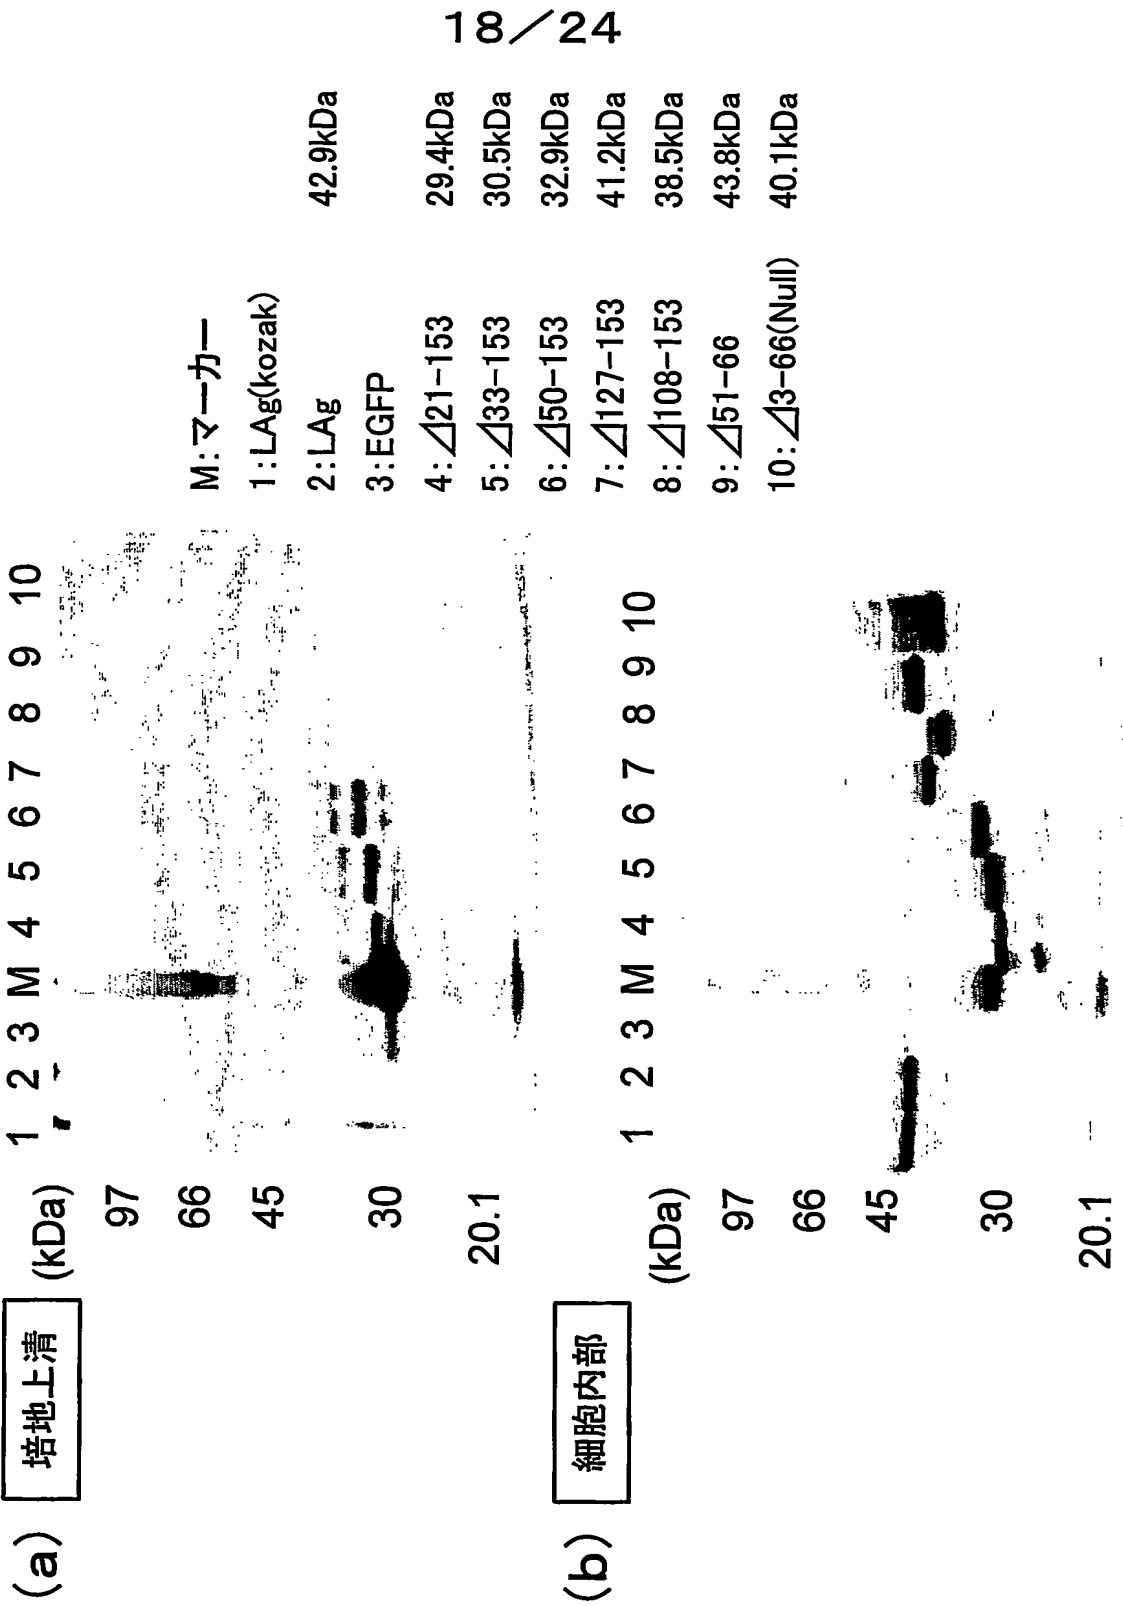 18/24
(a)
培地上清
(kDa)
1 2 3 M 4 5 6 7 8 9 10
97
66
45
30
20.1
(b)
細胞内部
(kDa)
1 2 3 M 4 5 6 7 8 9 10
97
66
45
30
20.1
M:マーカー
1:LAg(kozak)
2:LAg 42.9kDa
3:EGFP
4:⊿21-153 29.4kDa
5:⊿33-153 30.5kDa
6:⊿50-153 32.9kDa
7:⊿127-153 41.2kDa
8:⊿108-153 38.5kDa
9:⊿51-66 43.8kDa
10:⊿3-66(Null) 40.1kDa